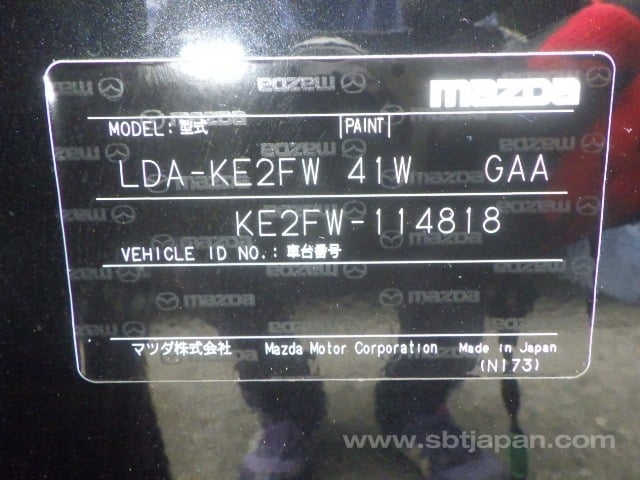 mazda
MODEL: 型式 PAINT
LDA-KE2FW 41W GAA
KE2FW-114818
VEHICLE ID NO.: 車台番号
マツダ株式会社 Mazda Motor Corporation Made in Japan
(N173)
www.sbtjapan.com